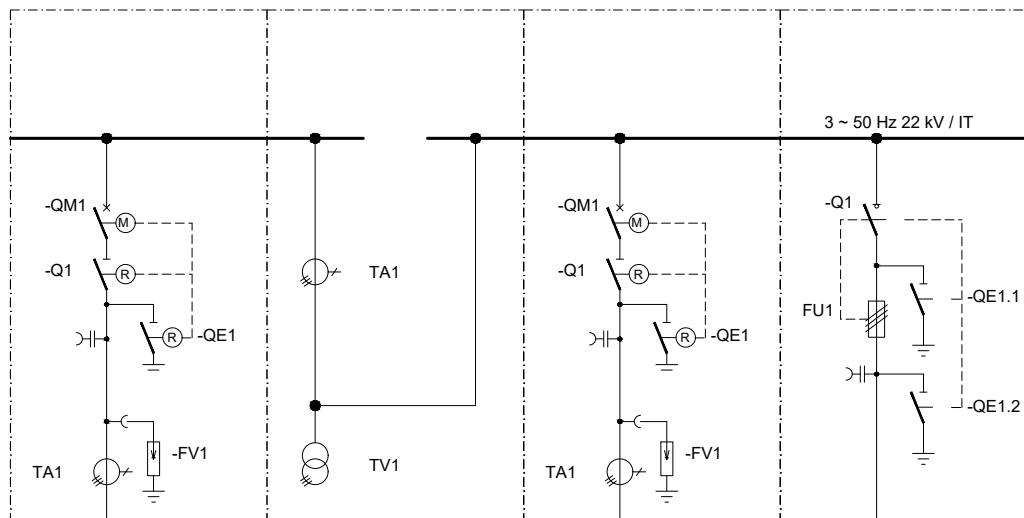 3 ~ 50 Hz 22 kV / IT
-QM1
M
-Q1
R
-QE1
R
-FV1
TA1
TA1
TV1
-QM1
M
-Q1
R
-QE1
R
-FV1
TA1
-Q1
FU1
-QE1.1
-QE1.2